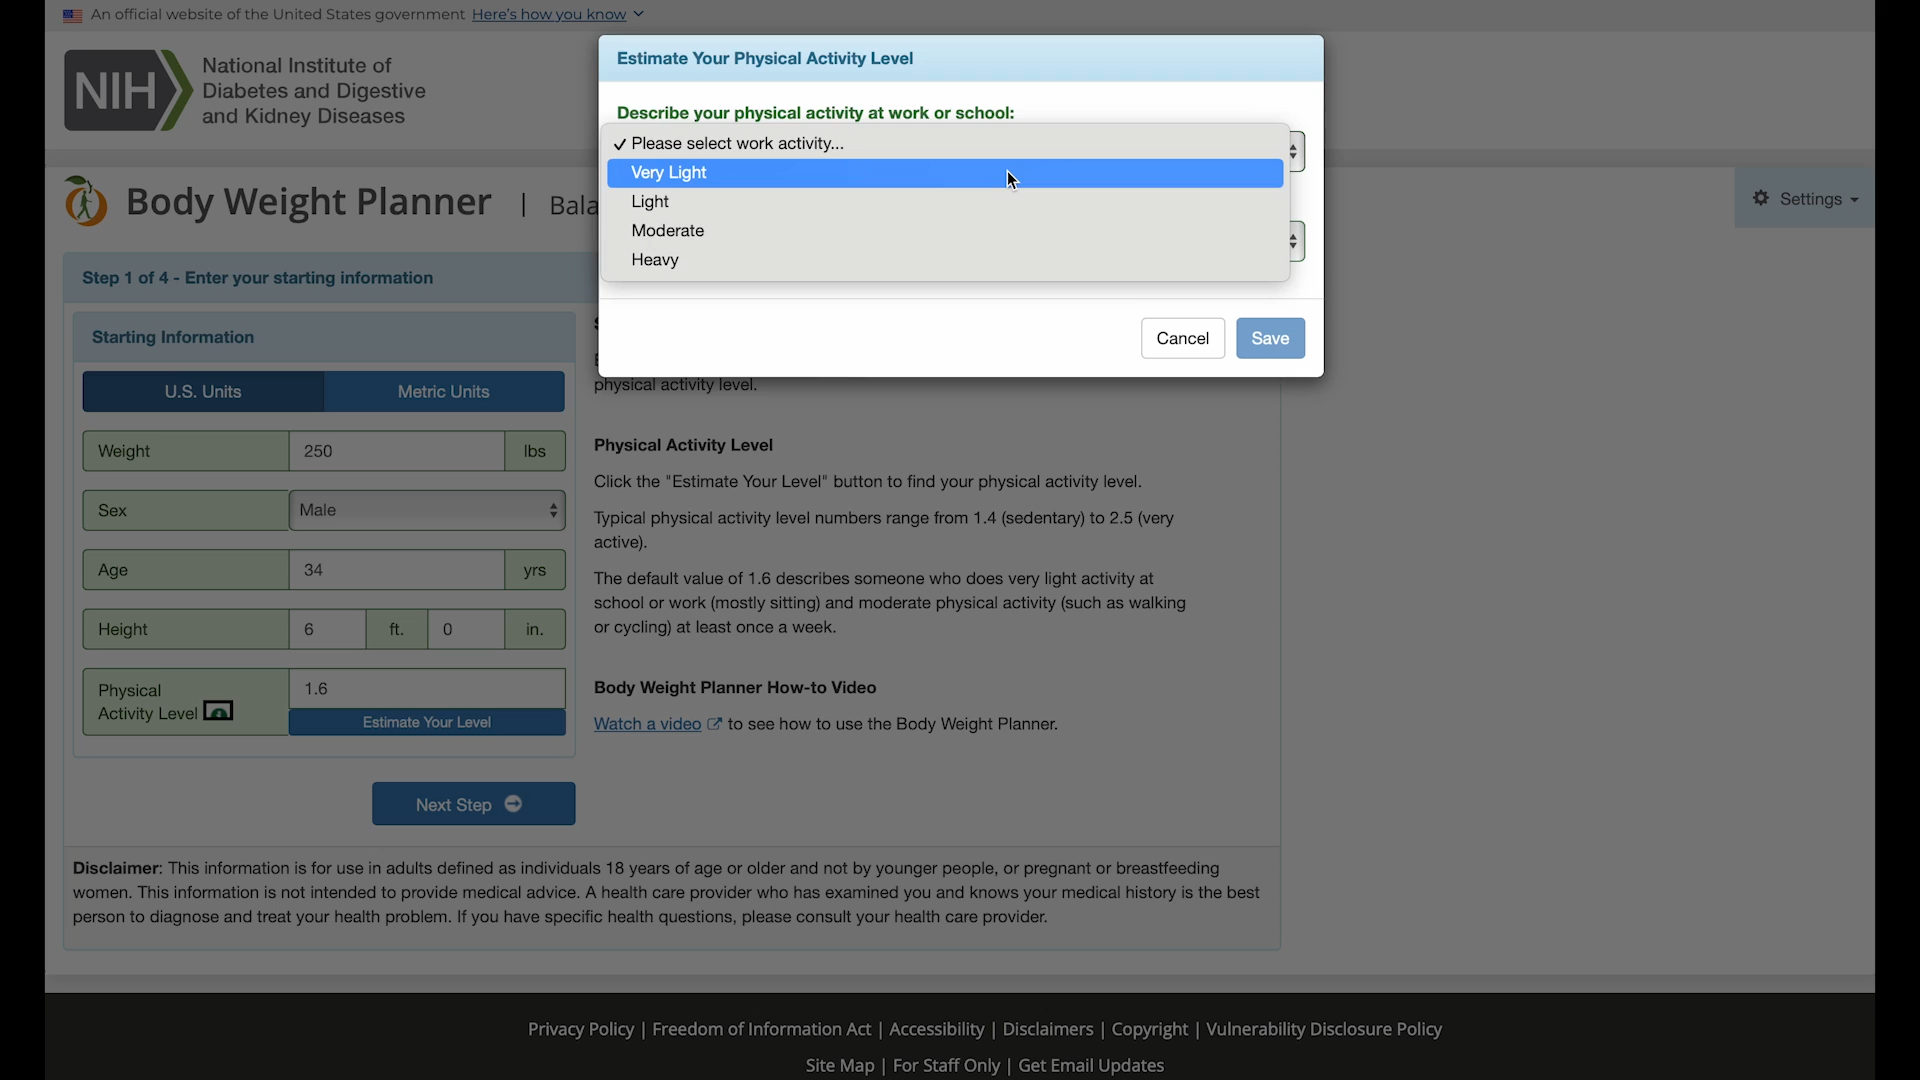 An official website of the United States government Here's how you know
NIH National Institute of
Diabetes and Digestive
and Kidney Diseases
Estimate Your Physical Activity Level
Describe your physical activity at work or school:
✓ Please select work activity...
Very Light
Light
Moderate
Heavy
Cancel Save
Body Weight Planner |
Settings
Step 1 of 4 - Enter your starting information
Starting Information
U.S. Units Metric Units
Weight 250 lbs
Sex Male
Age 34 yrs
Height 6 ft. 0 in.
Physical
Activity Level 1.6
Estimate Your Level
Next Step
physical activity level.
Physical Activity Level
Click the "Estimate Your Level" button to find your physical activity level.
Typical physical activity level numbers range from 1.4 (sedentary) to 2.5 (very
active).
The default value of 1.6 describes someone who does very light activity at
school or work (mostly sitting) and moderate physical activity (such as walking
or cycling) at least once a week.
Body Weight Planner How-to Video
Watch a video to see how to use the Body Weight Planner.
Disclaimer: This information is for use in adults defined as individuals 18 years of age or older and not by younger people, or pregnant or breastfeeding
women. This information is not intended to provide medical advice. A health care provider who has examined you and knows your medical history is the best
person to diagnose and treat your health problem. If you have specific health questions, please consult your health care provider.
Privacy Policy | Freedom of Information Act | Accessibility | Disclaimers | Copyright | Vulnerability Disclosure Policy
Site Map | For Staff Only | Get Email Updates